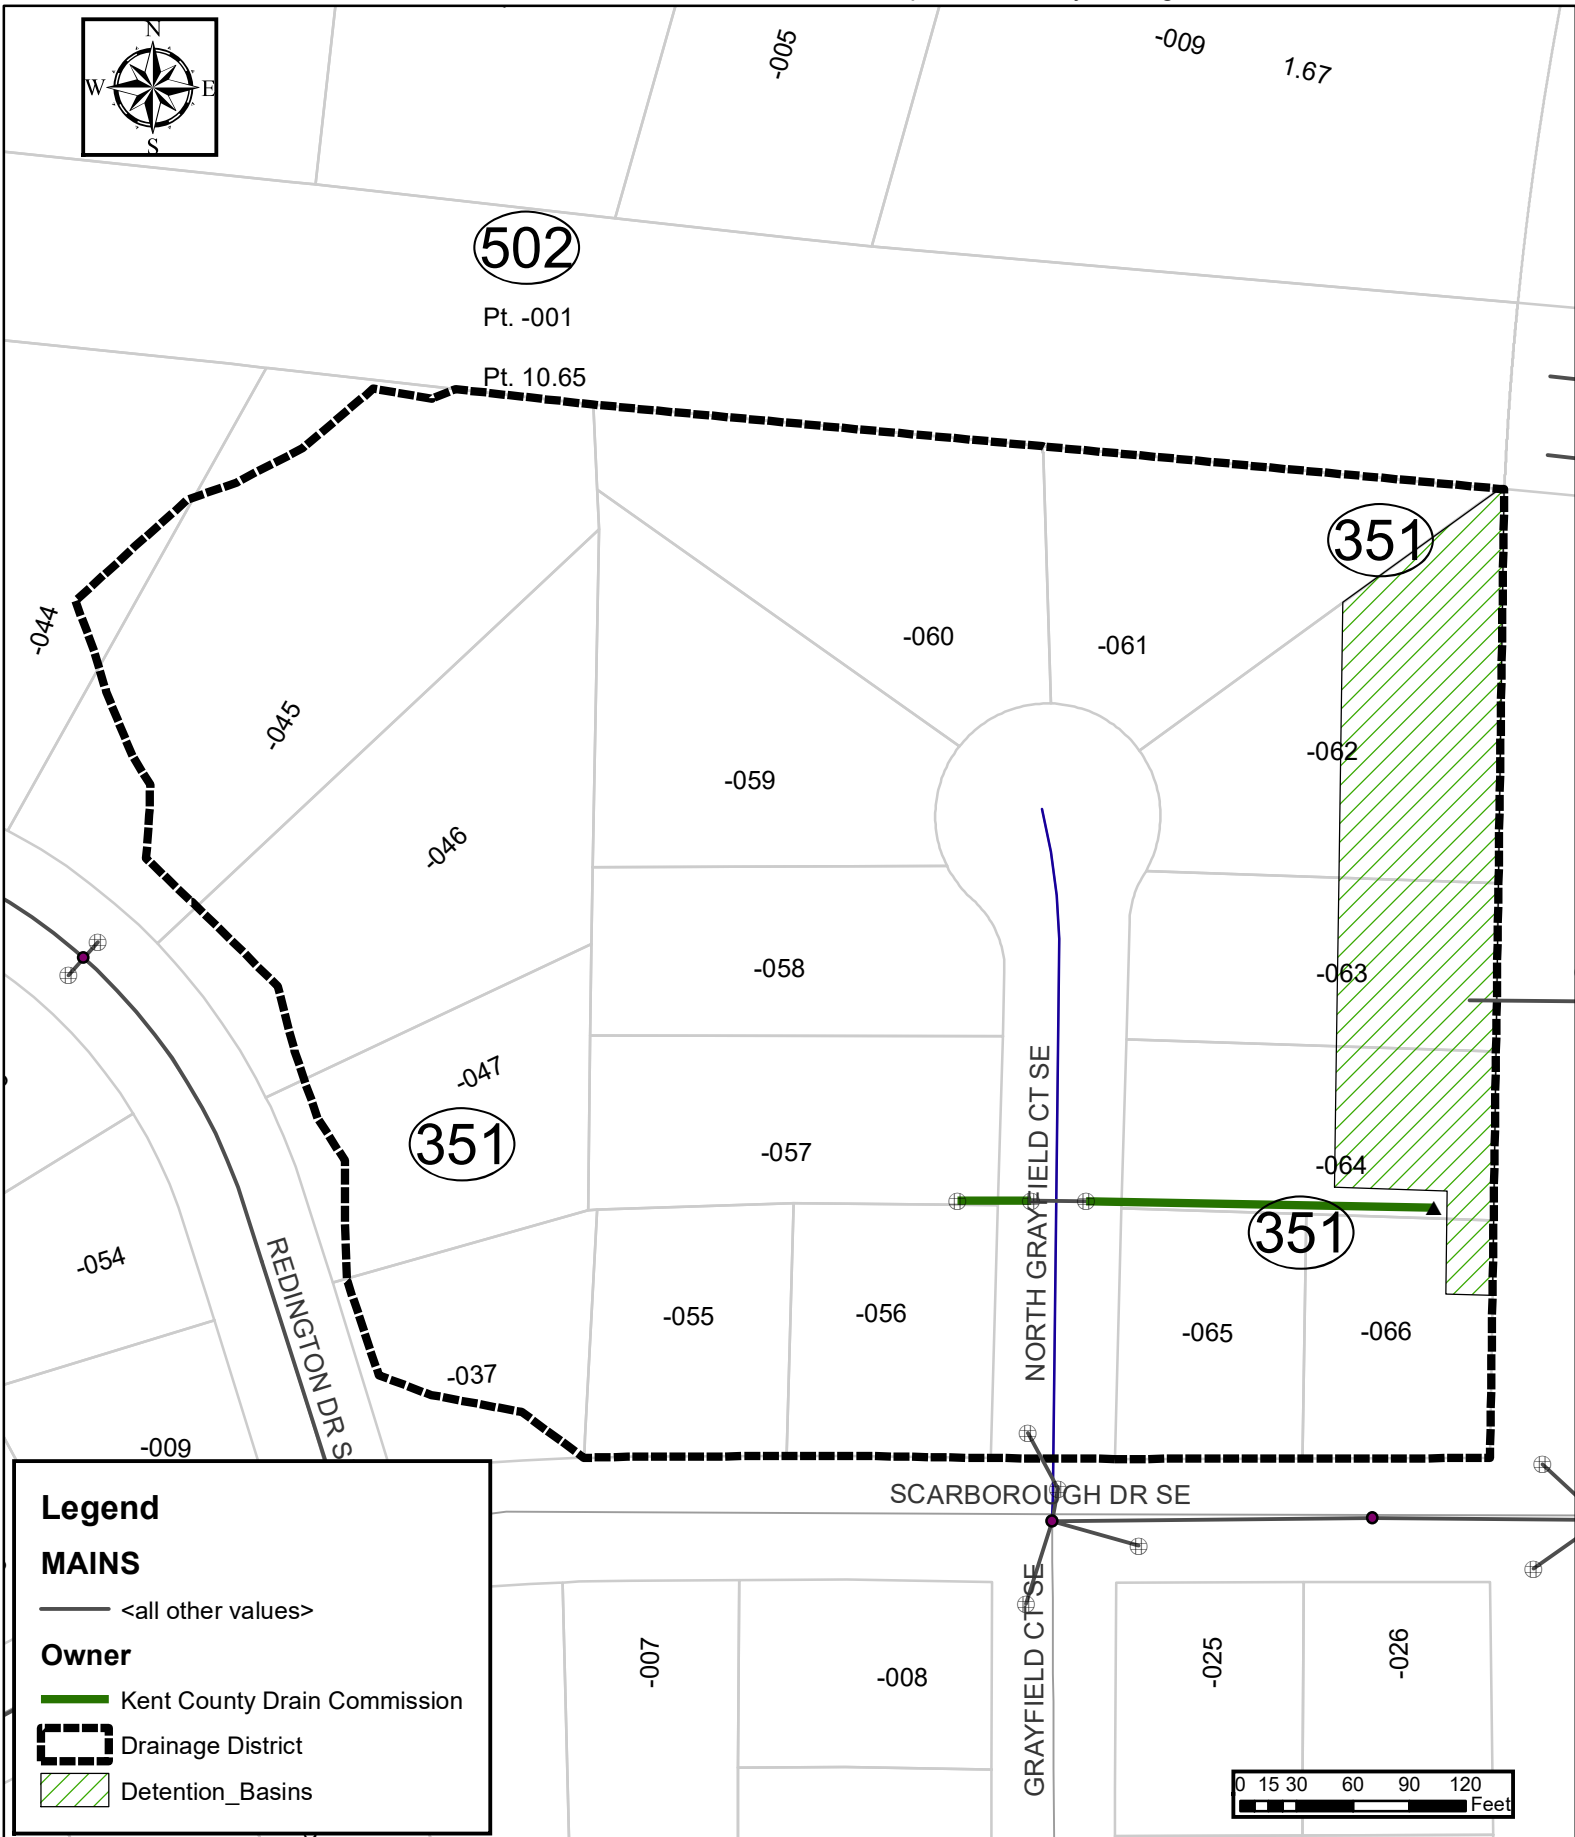 N
W E
S
-005
-009
1.67
502
Pt. -001
Pt. 10.65
351
-044
-060
-061
-045
-062
-059
-046
-058
-063
-047
351
-057
-064
NORTH GRAYFIELD CT SE
351
-054
-055
-056
-065
-066
REDINGTON DR S
-037
-009
SCARBOROUGH DR SE
GRAYFIELD CT SE
-007
-008
-025
-026
Legend
MAINS
<all other values>
Owner
Kent County Drain Commission
Drainage District
Detention_Basins
0 15 30 60 90 120
Feet